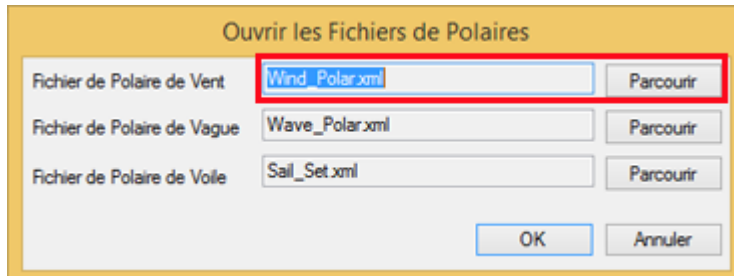 Ouvrir les Fichiers de Polaires
Fichier de Polaire de Vent Wind_Polar.xml Parcourir
Fichier de Polaire de Vague Wave_Polar.xml Parcourir
Fichier de Polaire de Voile Sail_Set.xml Parcourir
OK Annuler